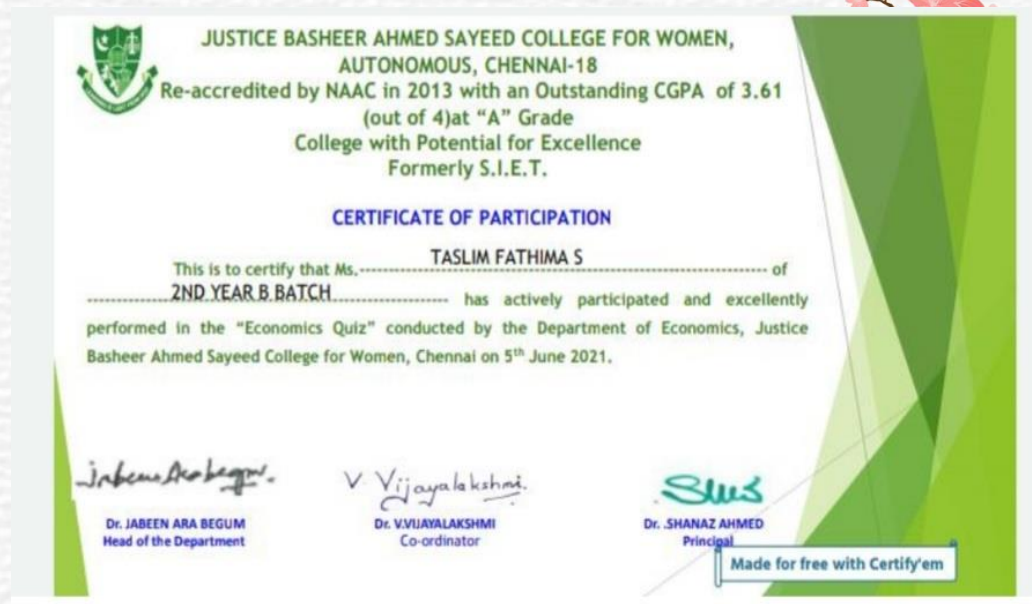 JUSTICE BASHEER AHMED SAYEED COLLEGE FOR WOMEN,
AUTONOMOUS, CHENNAI-18
Re-accredited by NAAC in 2013 with an Outstanding CGPA of 3.61
(out of 4)at “A” Grade
College with Potential for Excellence
Formerly S.I.E.T.
CERTIFICATE OF PARTICIPATION
This is to certify that Ms. TASLIM FATHIMA S of
2ND YEAR B BATCH has actively participated and excellently
performed in the “Economics Quiz” conducted by the Department of Economics, Justice
Basheer Ahmed Sayeed College for Women, Chennai on 5th June 2021.
Jabeen Ara begum.
V. Vijayalakshmi.
Dr. JABEEN ARA BEGUM
Head of the Department
Dr. V.VIJAYALAKSHMI
Co-ordinator
Dr. .SHANAZ AHMED
Principal
Made for free with Certify'em